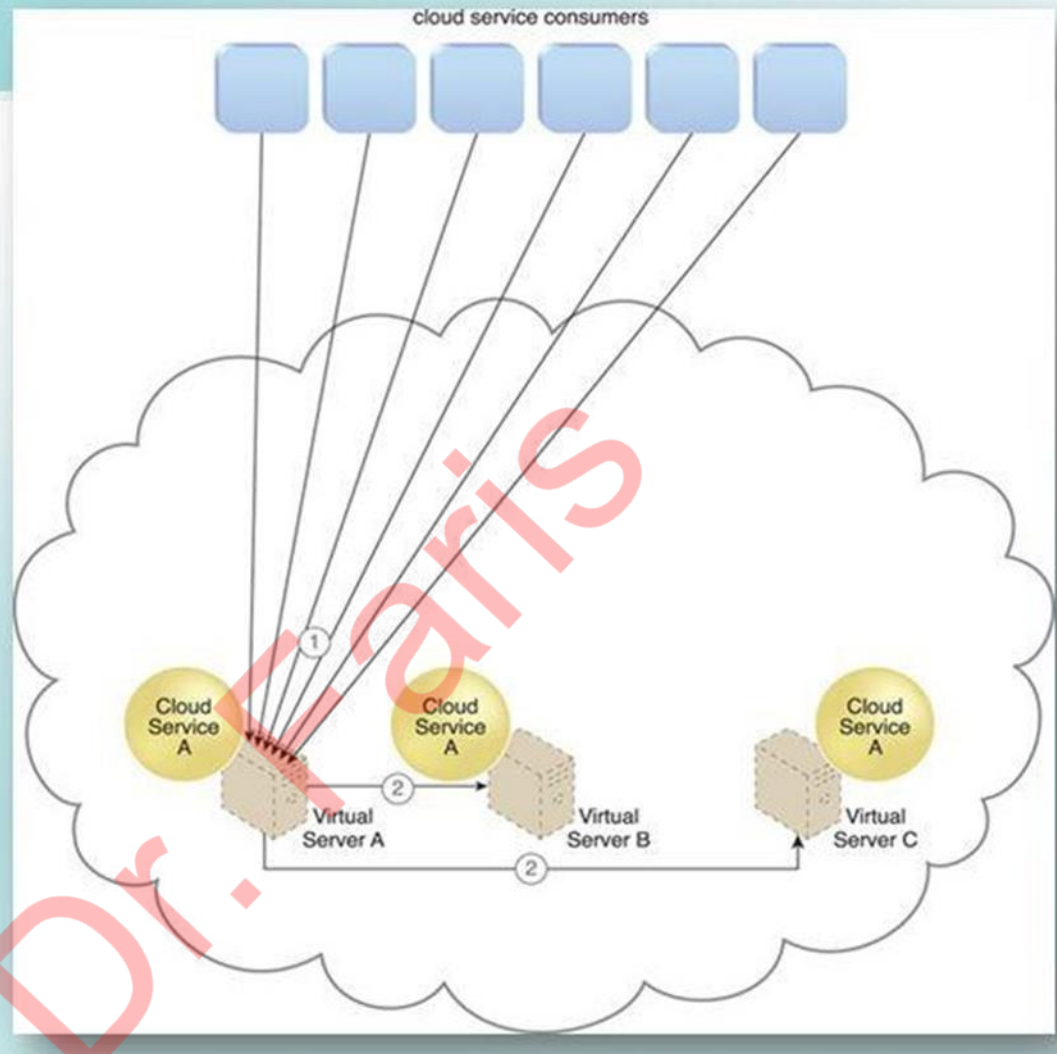 cloud service consumers
1
Cloud
Service
A
Cloud
Service
A
Cloud
Service
A
2
Virtual
Server A
Virtual
Server B
Virtual
Server C
2
Dr. Faris